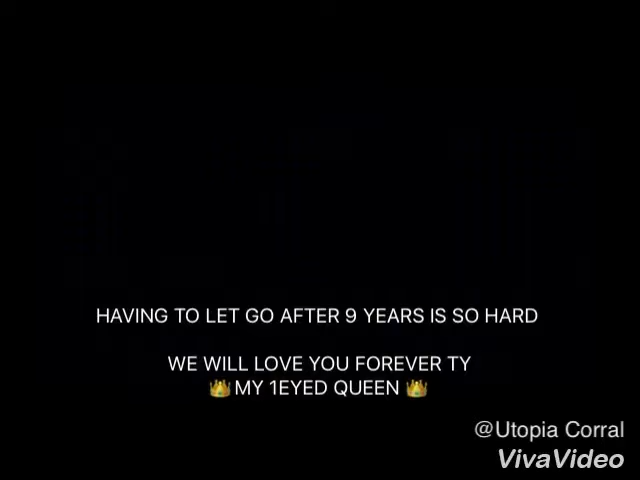 HAVING TO LET GO AFTER 9 YEARS IS SO HARD
WE WILL LOVE YOU FOREVER TY
👑 MY 1EYED QUEEN 👑
@Utopia Corral
VivaVideo